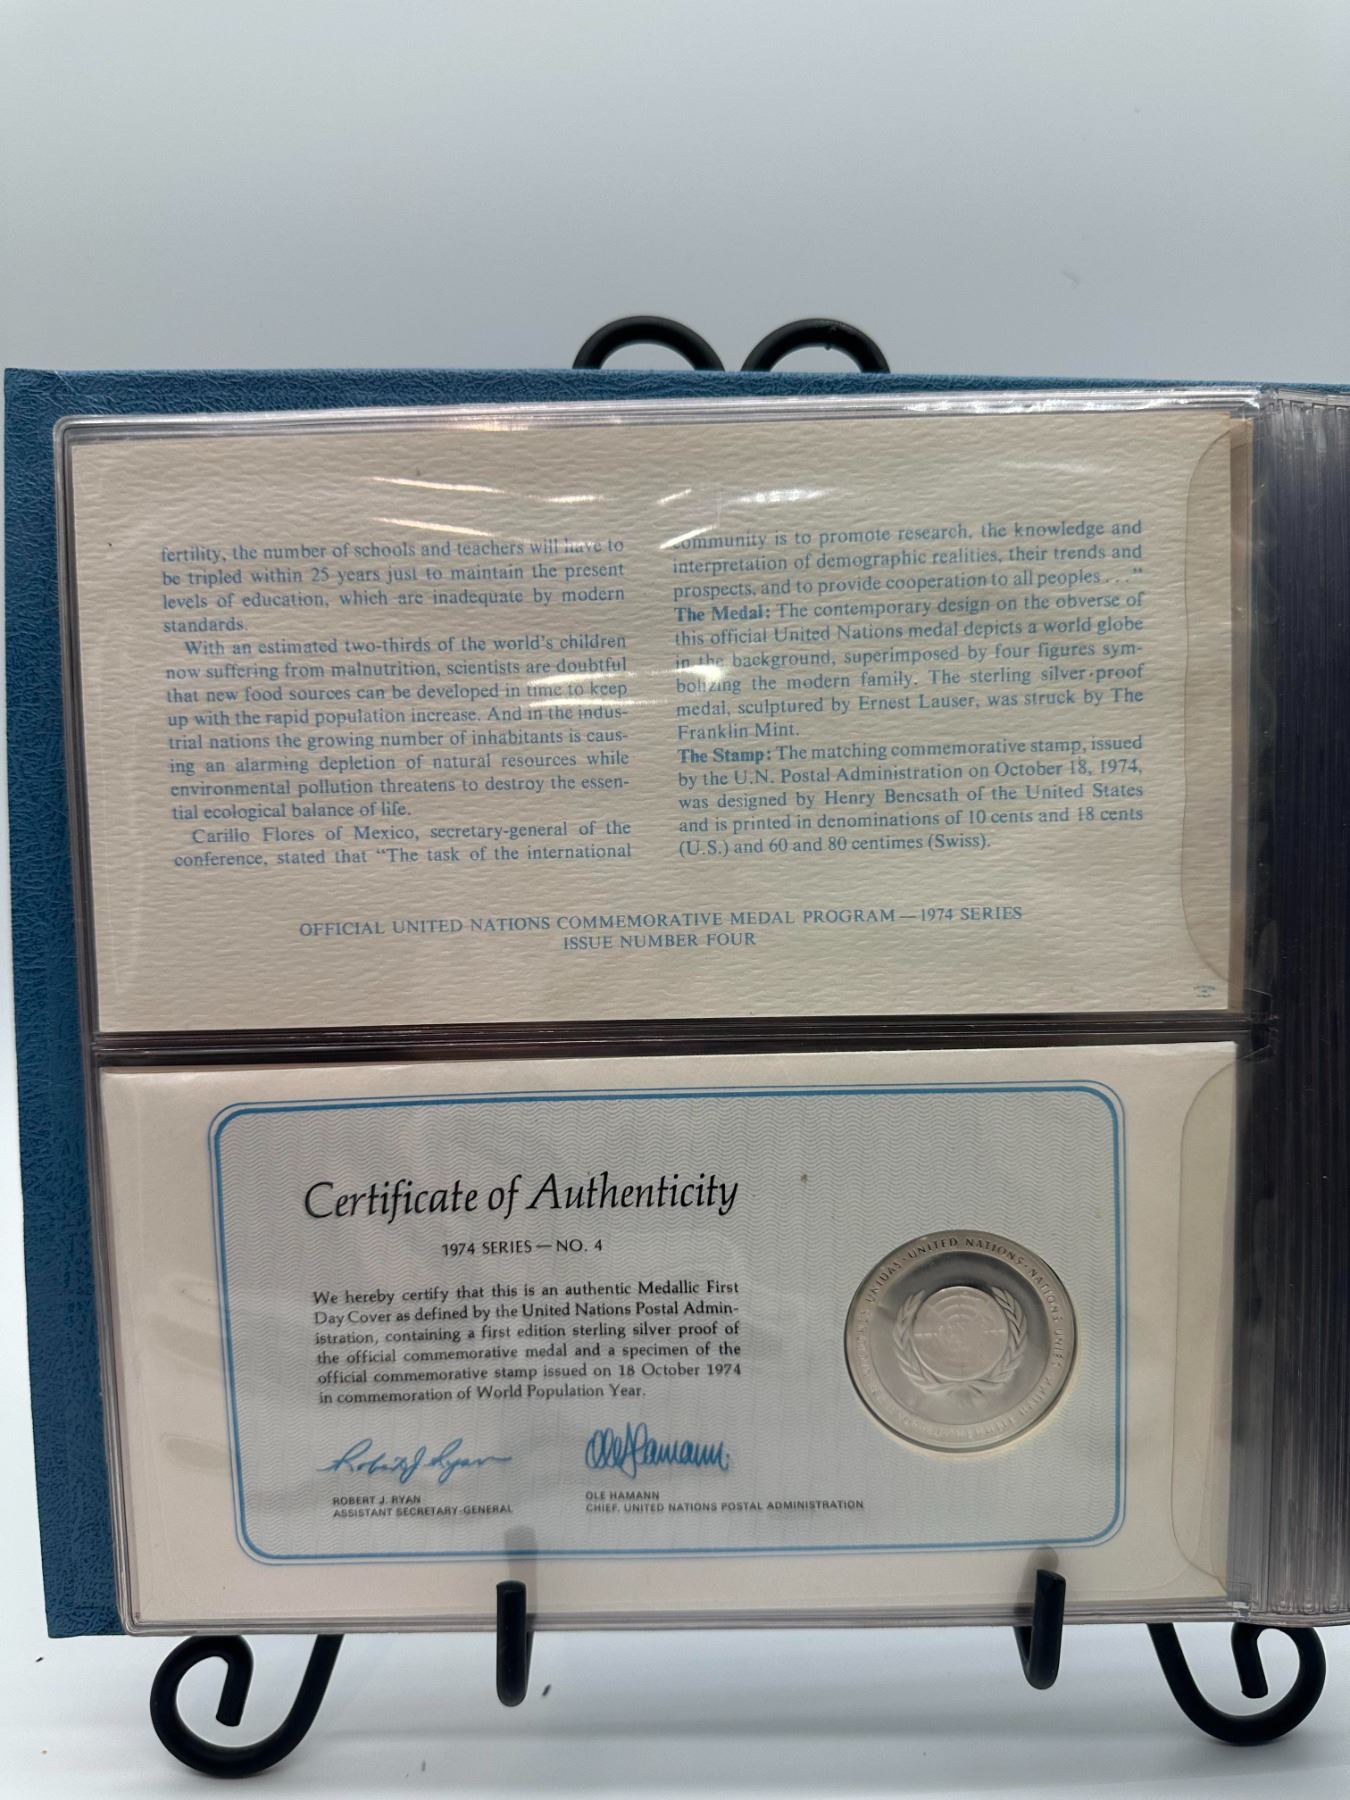 fertility, the number of schools and teachers will have to
be tripled within 25 years just to maintain the present
levels of education, which are inadequate by modern
standards.
With an estimated two-thirds of the world's children
now suffering from malnutrition, scientists are doubtful
that new food sources can be developed in time to keep
up with the rapid population increase. And in the indus-
trial nations the growing number of inhabitants is caus-
ing an alarming depletion of natural resources while
environmental pollution threatens to destroy the essen-
tial ecological balance of life.
Carillo Flores of Mexico, secretary-general of the
conference, stated that “The task of the international
community is to promote research, the knowledge and
interpretation of demographic realities, their trends and
prospects, and to provide cooperation to all peoples . . .”
The Medal: The contemporary design on the obverse of
this official United Nations medal depicts a world globe
in the background, superimposed by four figures sym-
bolizing the modern family. The sterling silver proof
medal, sculptured by Ernest Lauser, was struck by The
Franklin Mint.
The Stamp: The matching commemorative stamp, issued
by the U.N. Postal Administration on October 18, 1974,
was designed by Henry Bencsath of the United States
and is printed in denominations of 10 cents and 18 cents
(U.S.) and 60 and 80 centimes (Swiss).
OFFICIAL UNITED NATIONS COMMEMORATIVE MEDAL PROGRAM — 1974 SERIES
ISSUE NUMBER FOUR
Certificate of Authenticity
1974 SERIES — NO. 4
We hereby certify that this is an authentic Medallic First
Day Cover as defined by the United Nations Postal Admin-
istration, containing a first edition sterling silver proof of
the official commemorative medal and a specimen of the
official commemorative stamp issued on 18 October 1974
in commemoration of World Population Year.
Robert J. Ryan
ROBERT J. RYAN
ASSISTANT SECRETARY-GENERAL
Ole Hamann
OLE HAMANN
CHIEF, UNITED NATIONS POSTAL ADMINISTRATION
UNIDAS · UNITED NATIONS · NATIONS UNIES